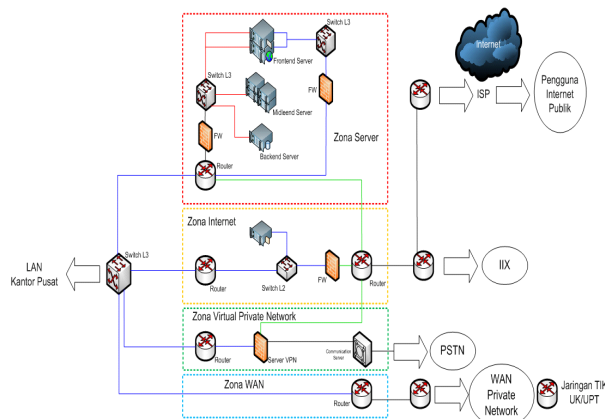 Switch L3
Internet
Frontend Server
Switch L3
ISP
Pengguna
Internet
Publik
Midleend Server
FW
FW
Zona Server
Backend Server
Router
Zona Internet
Switch L3
LAN
Kantor Pusat
FW
IIX
Router
Switch L2
Router
Zona Virtual Private Network
Communication Server
PSTN
Router
Server VPN
Zona WAN
WAN
Private
Network
Jaringan TIK
UK/UPT
Router